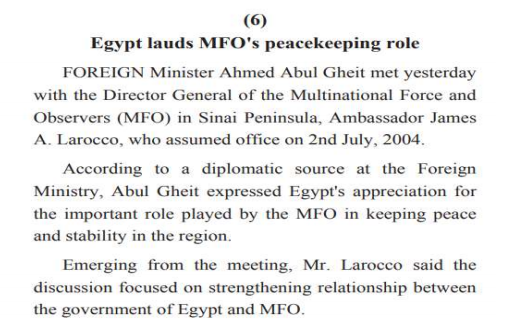 (6)
Egypt lauds MFO's peacekeeping role
FOREIGN Minister Ahmed Abul Gheit met yesterday
with the Director General of the Multinational Force and
Observers (MFO) in Sinai Peninsula, Ambassador James
A. Larocco, who assumed office on 2nd July, 2004.
According to a diplomatic source at the Foreign
Ministry, Abul Gheit expressed Egypt's appreciation for
the important role played by the MFO in keeping peace
and stability in the region.
Emerging from the meeting, Mr. Larocco said the
discussion focused on strengthening relationship between
the government of Egypt and MFO.